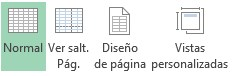 Normal
Ver salt.
Pág.
Diseño
de página
Vistas
personalizadas